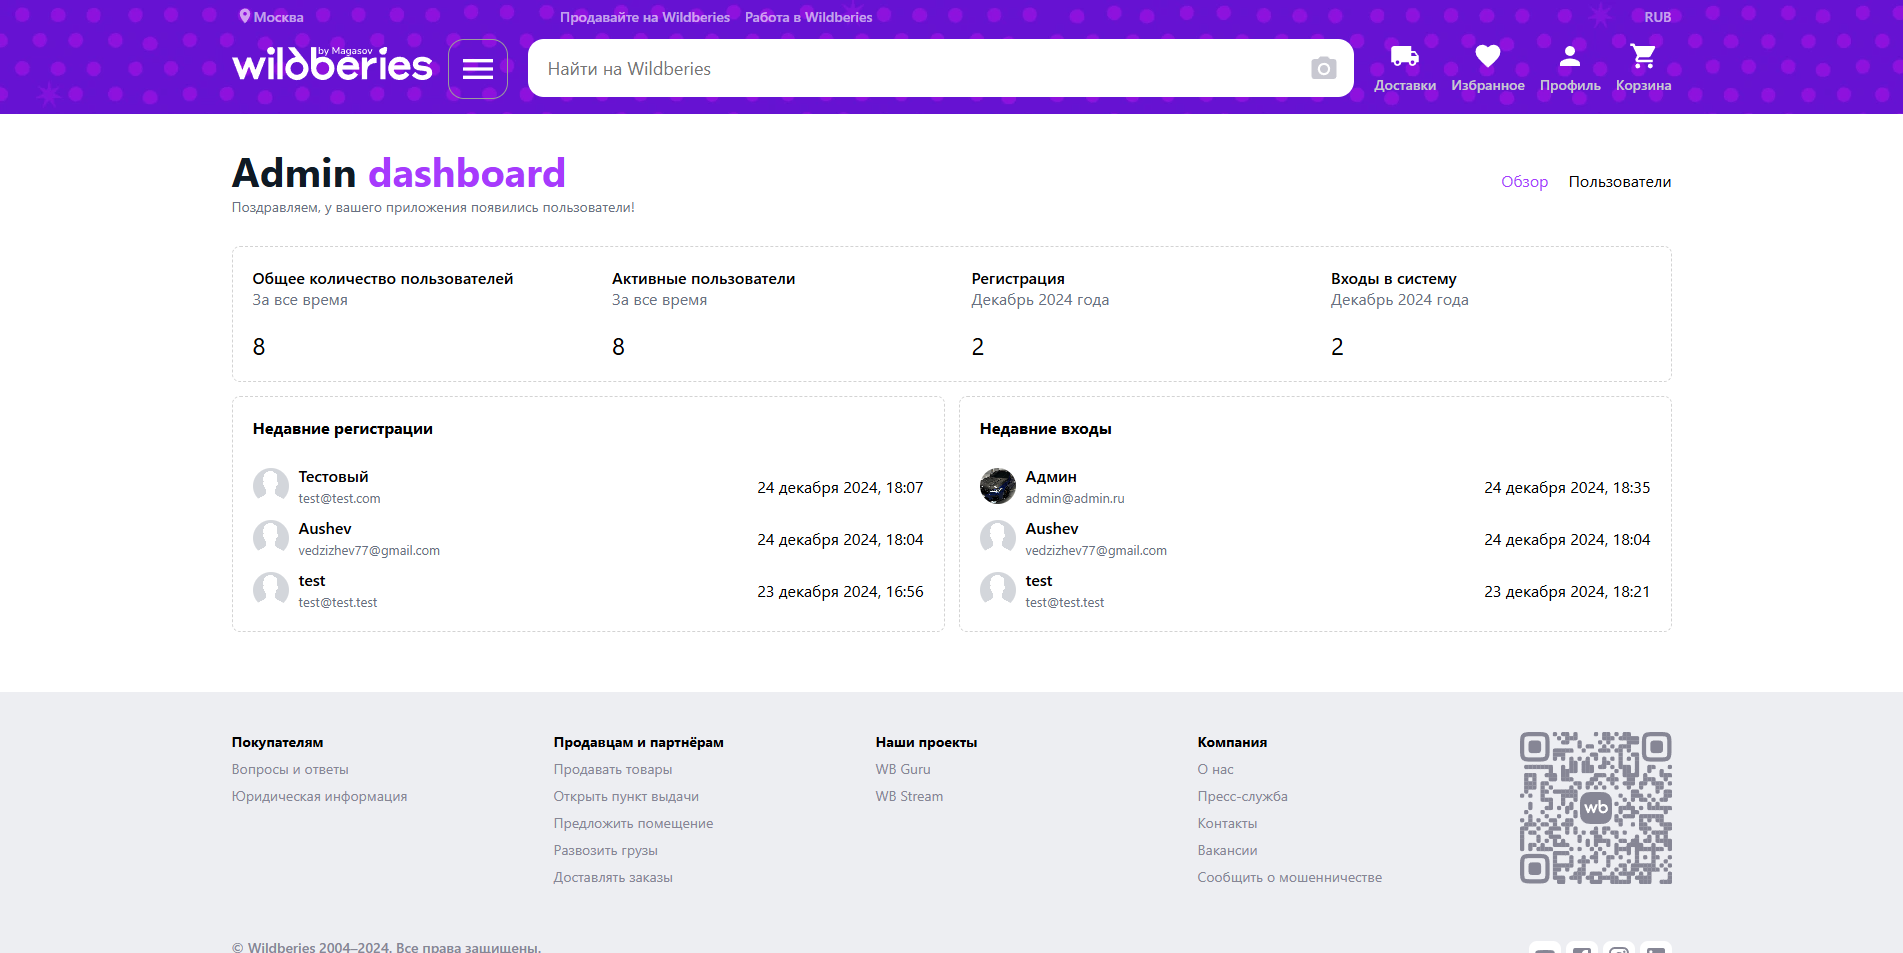 Москва
Продавайте на Wildberries Работа в Wildberries
RUB
by Magasov
wildberries
Найти на Wildberries
Доставки Избранное Профиль Корзина
Admin dashboard
Обзор Пользователи
Поздравляем, у вашего приложения появились пользователи!
Общее количество пользователей
За все время
8
Активные пользователи
За все время
8
Регистрация
Декабрь 2024 года
2
Входы в систему
Декабрь 2024 года
2
Недавние регистрации
Тестовый
test@test.com
24 декабря 2024, 18:07
Aushev
vedzizhev77@gmail.com
24 декабря 2024, 18:04
test
test@test.test
23 декабря 2024, 16:56
Недавние входы
Админ
admin@admin.ru
24 декабря 2024, 18:35
Aushev
vedzizhev77@gmail.com
24 декабря 2024, 18:04
test
test@test.test
23 декабря 2024, 18:21
Покупателям
Вопросы и ответы
Юридическая информация
Продавцам и партнёрам
Продавать товары
Открыть пункт выдачи
Предложить помещение
Развозить грузы
Доставлять заказы
Наши проекты
WB Guru
WB Stream
Компания
О нас
Пресс-служба
Контакты
Вакансии
Сообщить о мошенничестве
wb
© Wildberries 2004–2024. Все права защищены.